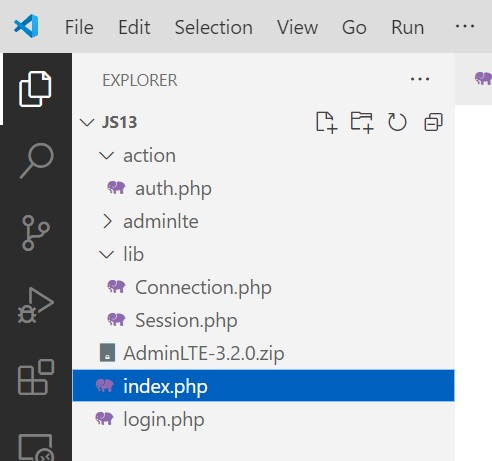 File Edit Selection View Go Run ···
EXPLORER ···
JS13
action
auth.php
adminlte
lib
Connection.php
Session.php
AdminLTE-3.2.0.zip
index.php
login.php